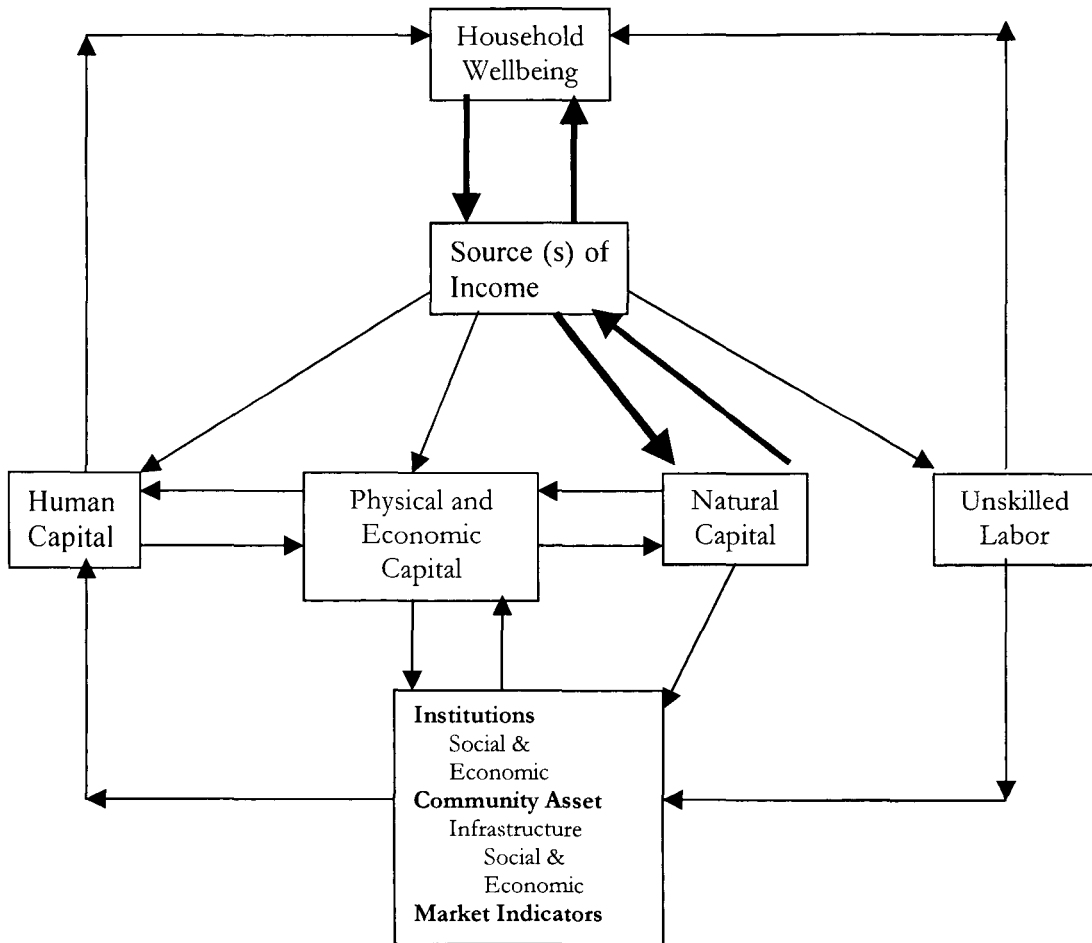 Household
Wellbeing
Source (s) of
Income
Human
Capital
Physical and
Economic
Capital
Natural
Capital
Unskilled
Labor
Institutions
Social &
Economic
Community Asset
Infrastructure
Social &
Economic
Market Indicators